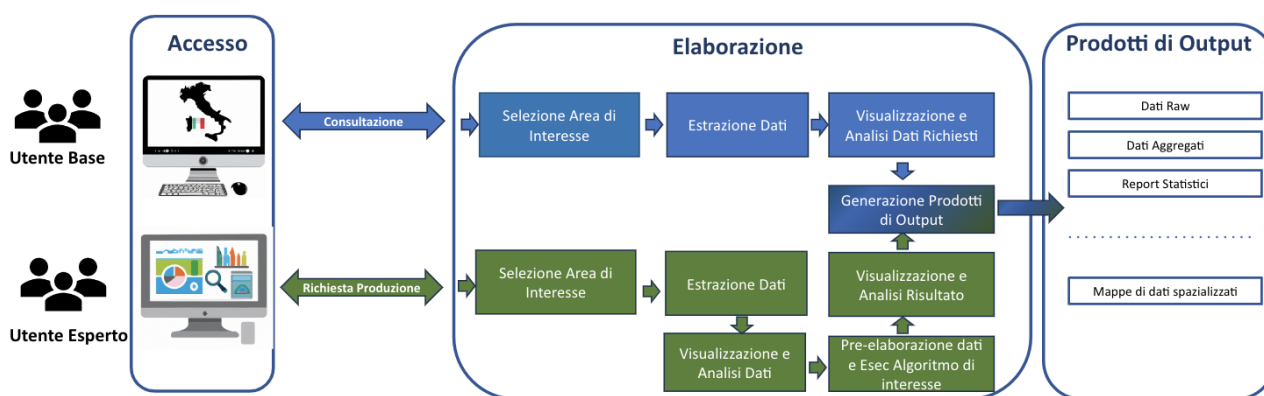 Accesso
Elaborazione
Prodotti di Output
Utente Base
Consultazione
Selezione Area di
Interesse
Estrazione Dati
Visualizzazione e
Analisi Dati Richiesti
Generazione Prodotti
di Output
Dati Raw
Dati Aggregati
Report Statistici
Mappe di dati spazializzati
Utente Esperto
Richiesta Produzione
Selezione Area di
Interesse
Estrazione Dati
Visualizzazione e
Analisi Dati
Pre-elaborazione dati
e Esec Algoritmo di
interesse
Visualizzazione e
Analisi Risultato